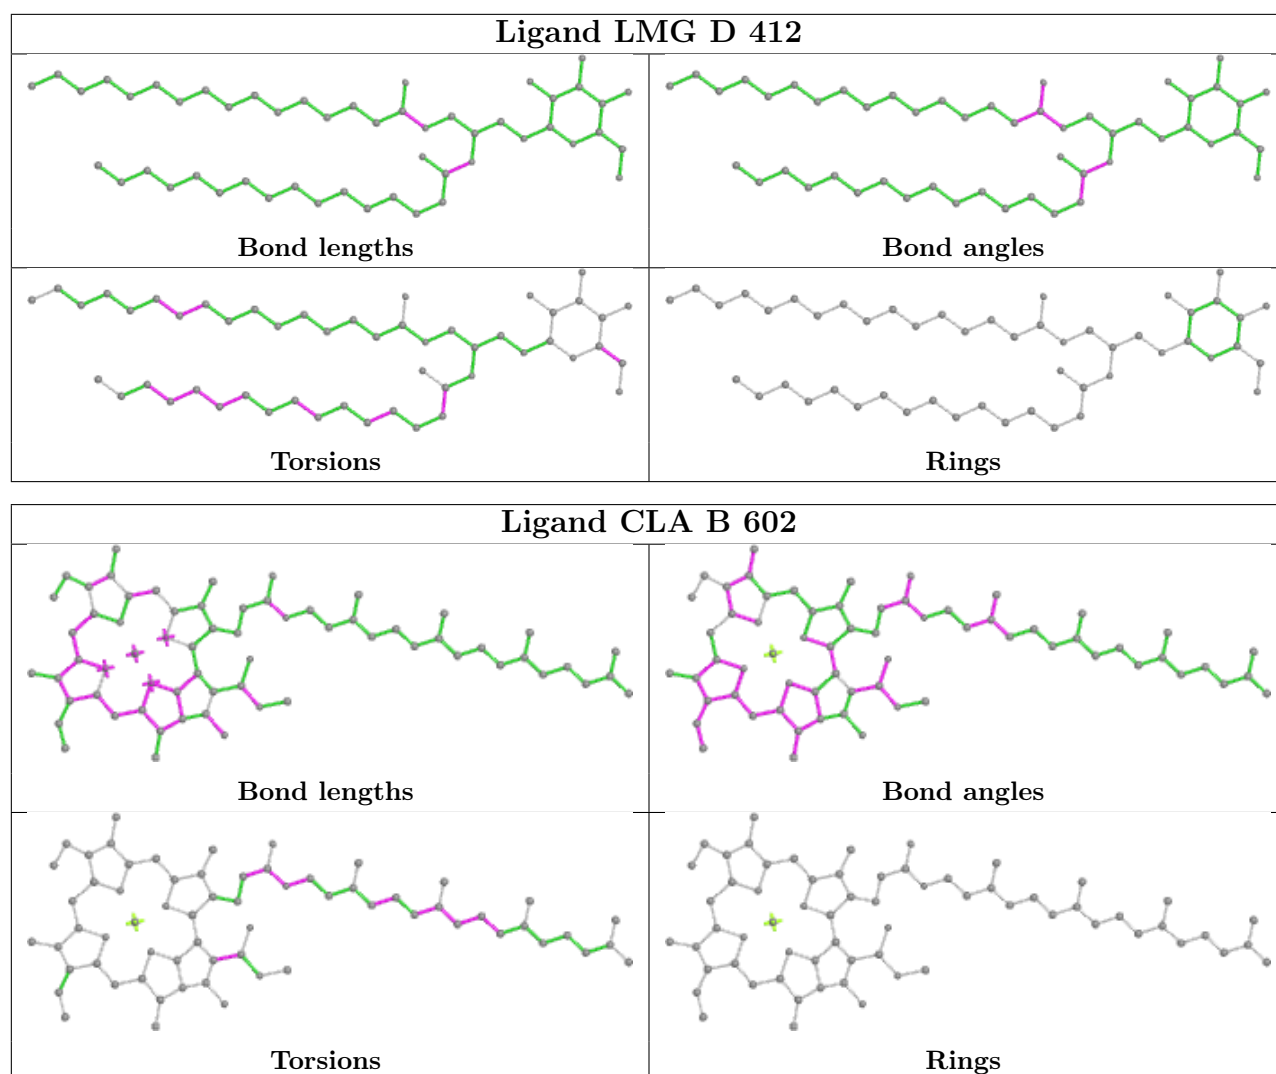 Ligand LMG D 412
Bond lengths
Bond angles
Torsions
Rings
Ligand CLA B 602
Bond lengths
Bond angles
Torsions
Rings